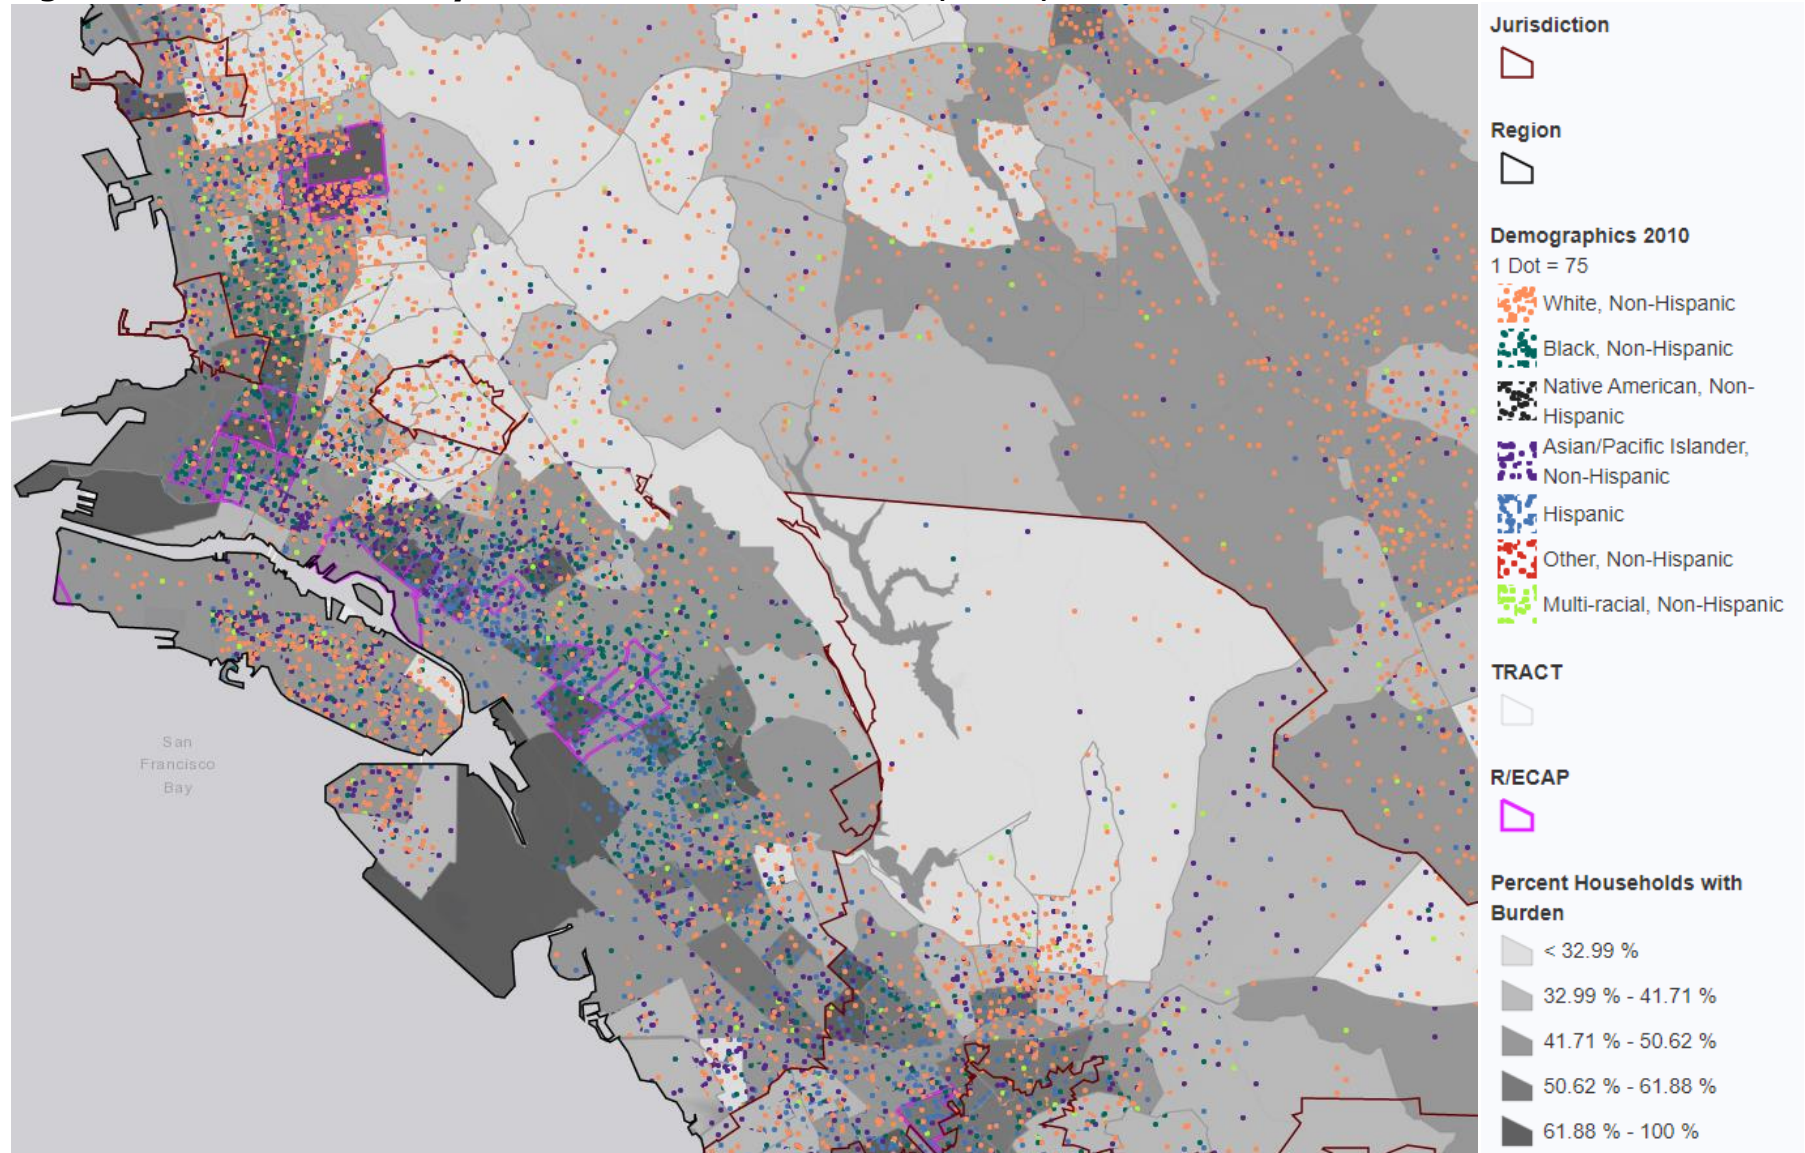 San
Francisco
Bay
Jurisdiction
Region
Demographics 2010
1 Dot = 75
White, Non-Hispanic
Black, Non-Hispanic
Native American, Non-
Hispanic
Asian/Pacific Islander,
Non-Hispanic
Hispanic
Other, Non-Hispanic
Multi-racial, Non-Hispanic
TRACT
R/ECAP
Percent Households with
Burden
< 32.99 %
32.99 % - 41.71 %
41.71 % - 50.62 %
50.62 % - 61.88 %
61.88 % - 100 %